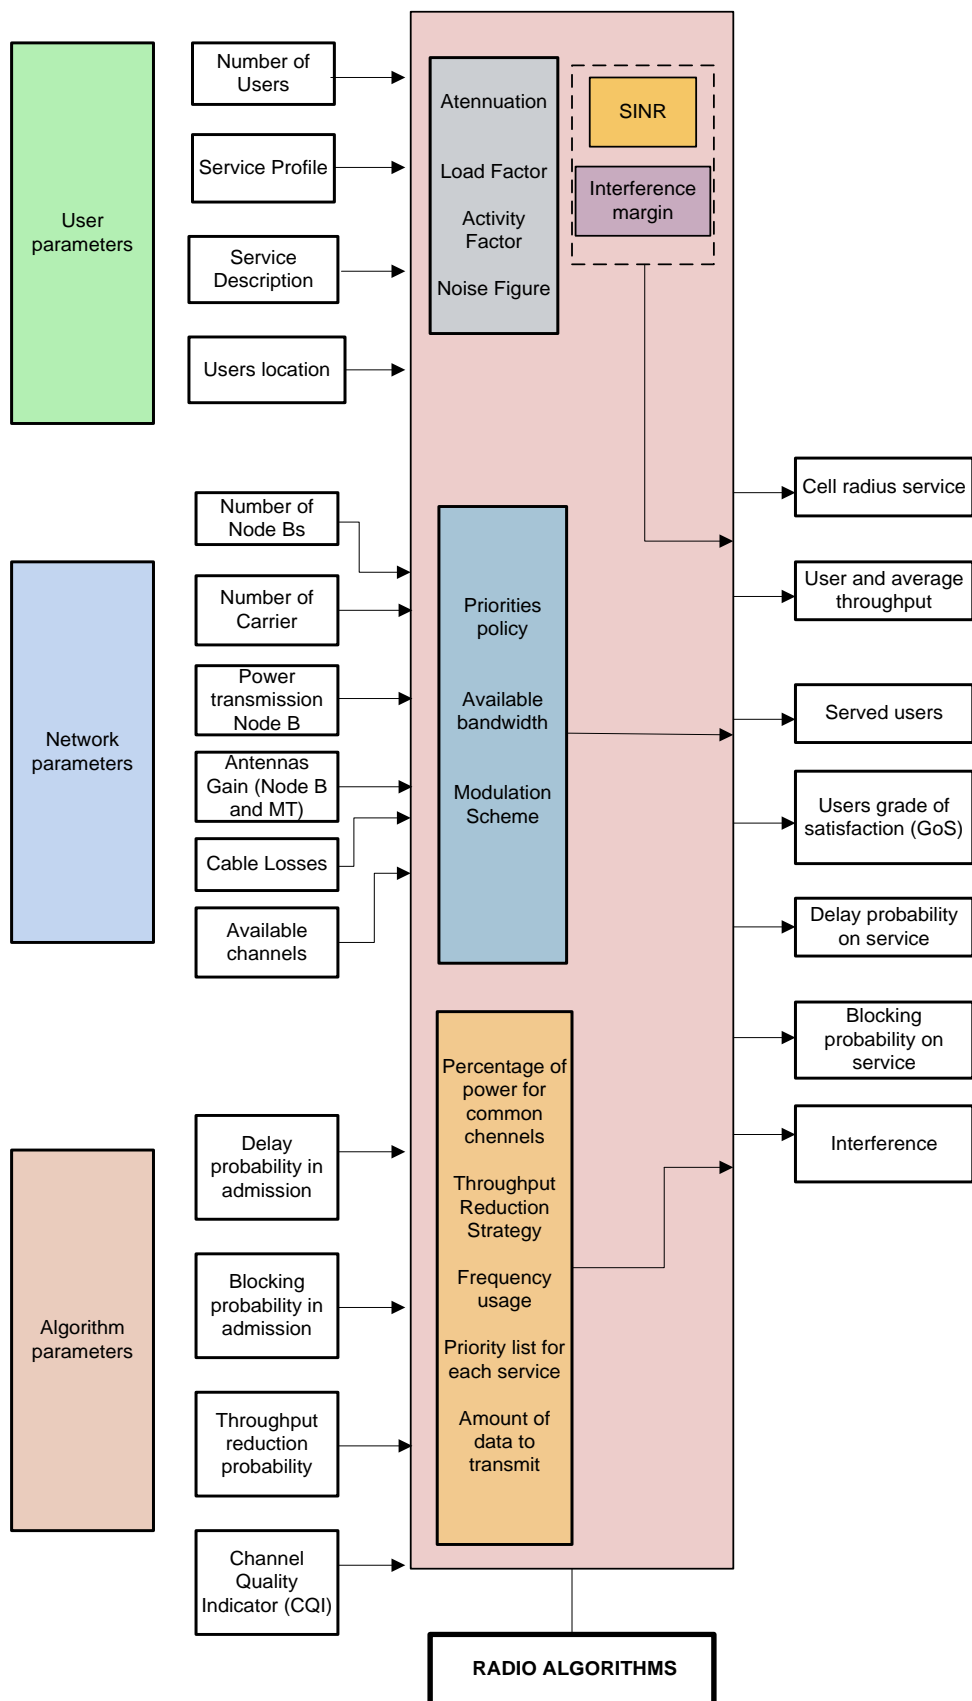 User
parameters
Number of
Users
Service Profile
Service
Description
Users location
Atennuation
Load Factor
Activity
Factor
Noise Figure
SINR
Interference
margin
Network
parameters
Number of
Node Bs
Number of
Carrier
Power
transmission
Node B
Antennas
Gain (Node B
and MT)
Cable Losses
Available
channels
Priorities
policy
Available
bandwidth
Modulation
Scheme
Algorithm
parameters
Delay
probability in
admission
Blocking
probability in
admission
Throughput
reduction
probability
Channel
Quality
Indicator (CQI)
Percentage of
power for
common
chennels
Throughput
Reduction
Strategy
Frequency
usage
Priority list for
each service
Amount of
data to
transmit
Cell radius service
User and average
throughput
Served users
Users grade of
satisfaction (GoS)
Delay probability
on service
Blocking
probability on
service
Interference
RADIO ALGORITHMS